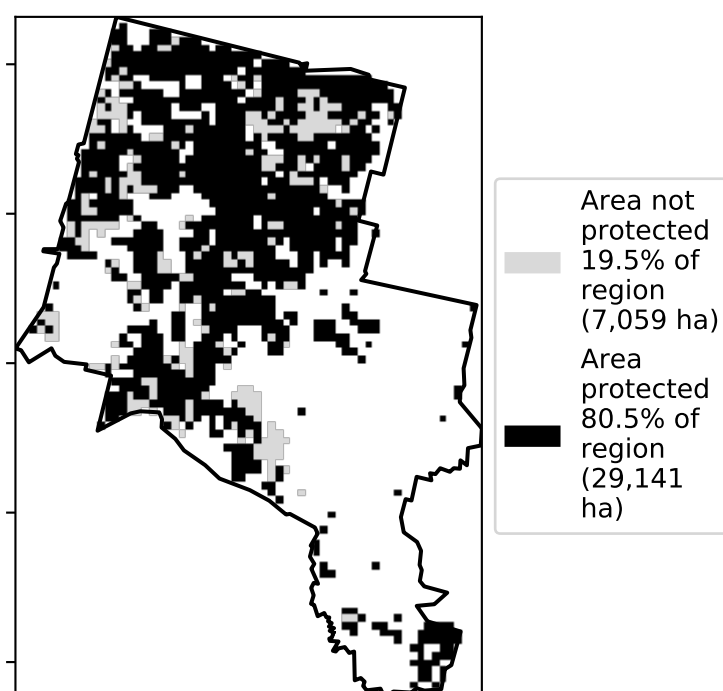 Area not
protected
19.5% of
region
(7,059 ha)
Area
protected
80.5% of
region
(29,141
ha)